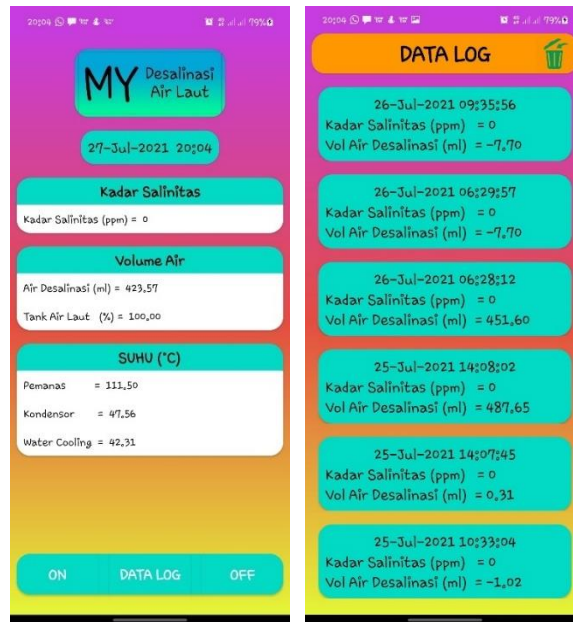 20:04
79%
MY Desalinasi
Air Laut
27-Jul-2021 20:04
Kadar Salinitas
Kadar Salinitas (ppm) = 0
Volume Air
Air Desalinasi (ml) = 423,57
Tank Air Laut (%) = 100,00
SUHU (°C)
Pemanas = 111,50
Kondensor = 47,56
Water Cooling = 42,31
ON DATA LOG OFF
20:04
79%
DATA LOG
26-Jul-2021 09:35:56
Kadar Salinitas (ppm) = 0
Vol Air Desalinasi (ml) = -7,70
26-Jul-2021 06:29:57
Kadar Salinitas (ppm) = 0
Vol Air Desalinasi (ml) = -7,70
26-Jul-2021 06:28:12
Kadar Salinitas (ppm) = 0
Vol Air Desalinasi (ml) = 451,60
25-Jul-2021 14:08:02
Kadar Salinitas (ppm) = 0
Vol Air Desalinasi (ml) = 487,65
25-Jul-2021 14:07:45
Kadar Salinitas (ppm) = 0
Vol Air Desalinasi (ml) = 0,31
25-Jul-2021 10:33:04
Kadar Salinitas (ppm) = 0
Vol Air Desalinasi (ml) = -1,02